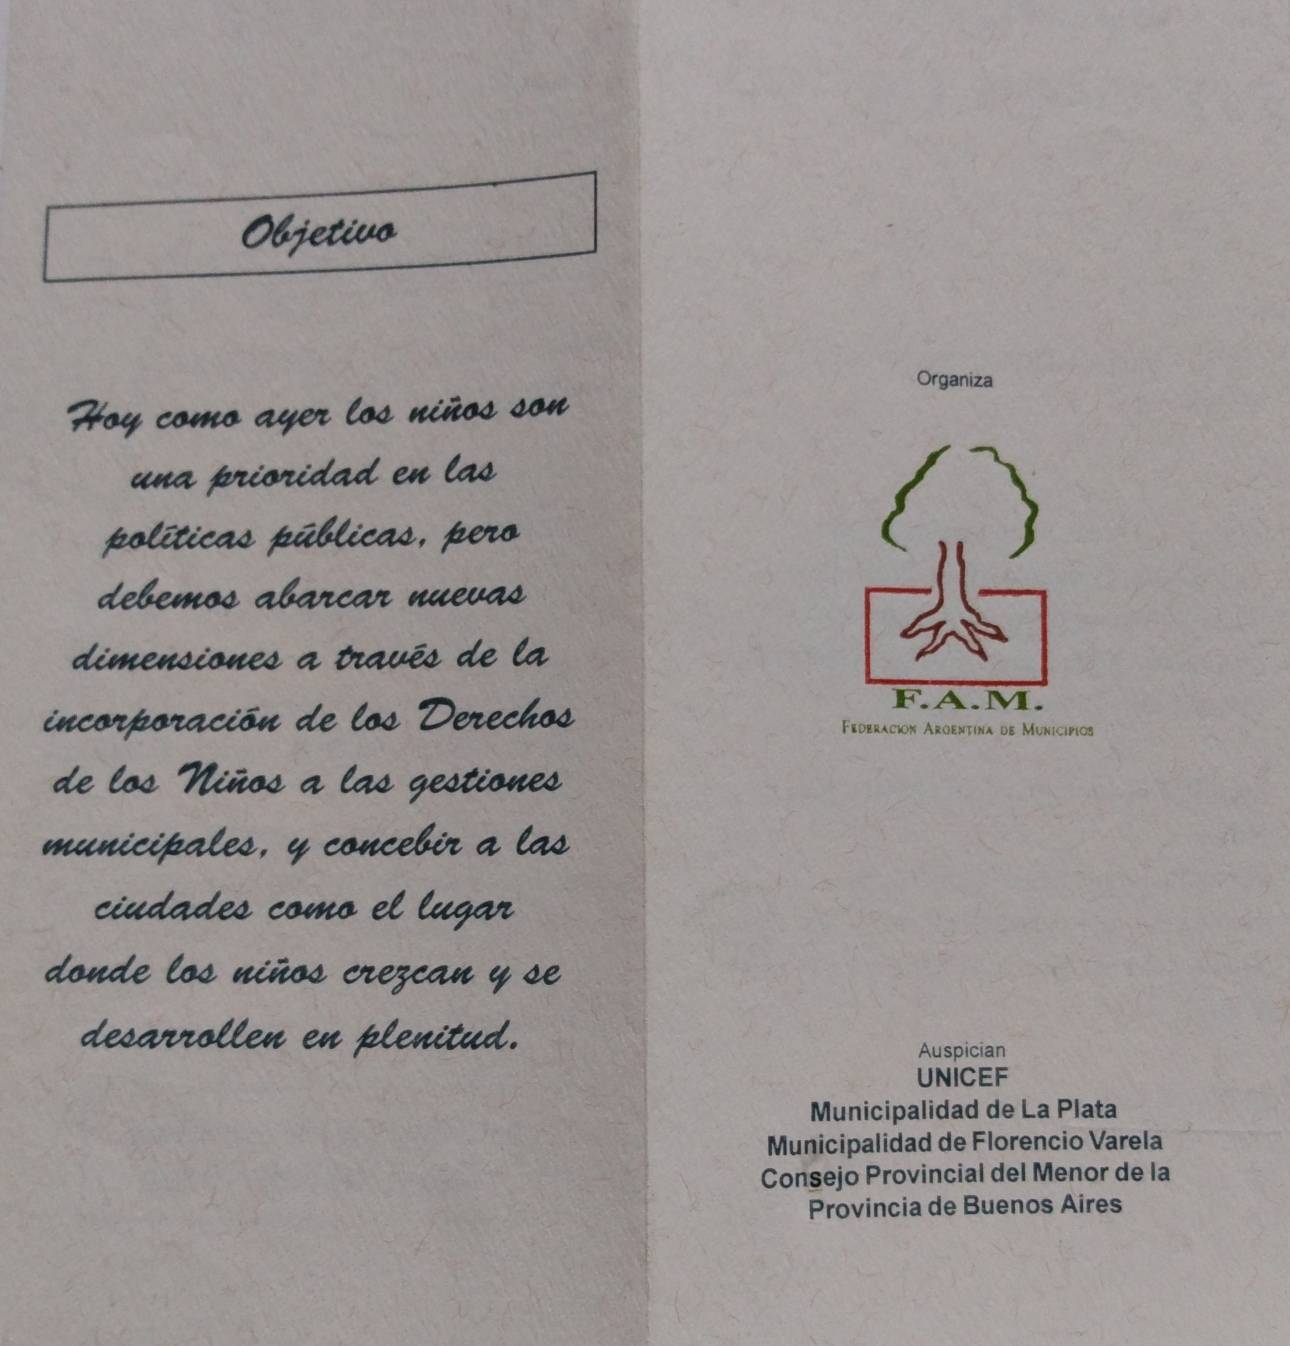 Objetivo
Hoy como ayer los niños son
una prioridad en las
políticas públicas, pero
debemos abarcar nuevas
dimensiones a través de la
incorporación de los Derechos
de los Niños a las gestiones
municipales, y concebir a las
ciudades como el lugar
donde los niños crezcan y se
desarrollen en plenitud.
Organiza
F.A.M.
FEDERACION ARGENTINA DE MUNICIPIOS
Auspician
UNICEF
Municipalidad de La Plata
Municipalidad de Florencio Varela
Consejo Provincial del Menor de la
Provincia de Buenos Aires